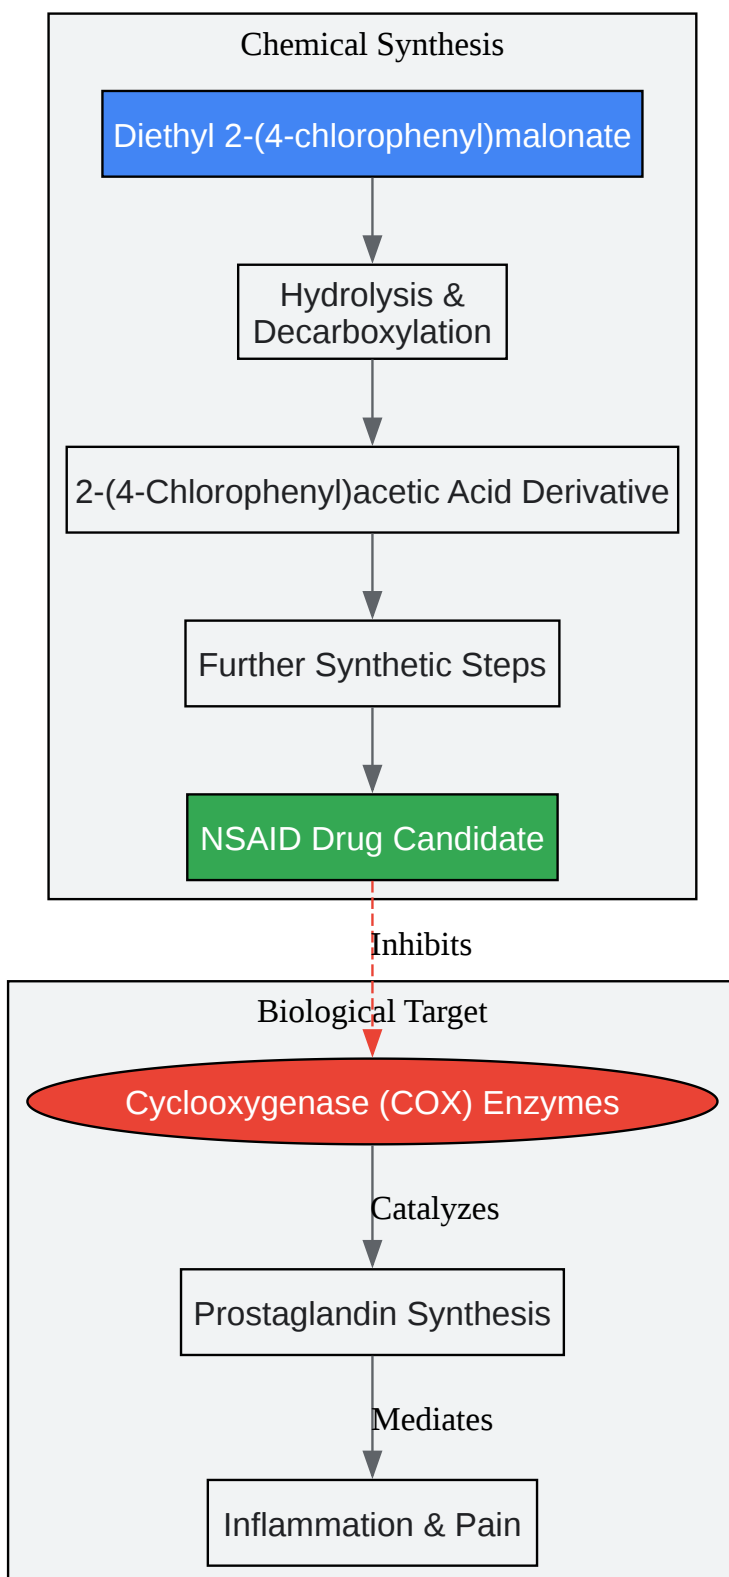 Chemical Synthesis
Diethyl 2-(4-chlorophenyl)malonate
Hydrolysis &
Decarboxylation
2-(4-Chlorophenyl)acetic Acid Derivative
Further Synthetic Steps
NSAID Drug Candidate
Inhibits
Biological Target
Cyclooxygenase (COX) Enzymes
Catalyzes
Prostaglandin Synthesis
Mediates
Inflammation & Pain